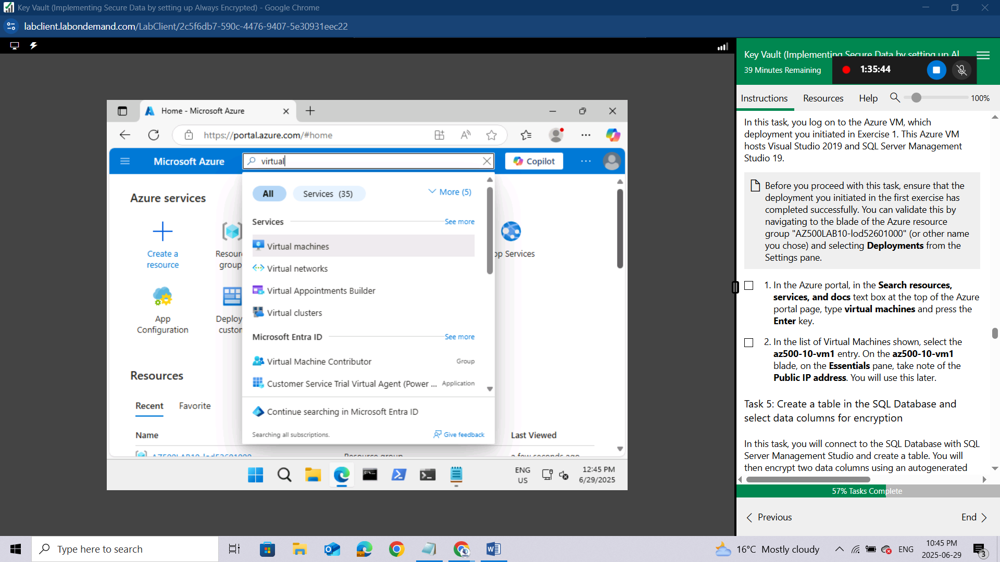 Key Vault (Implementing Secure Data by setting up Always Encrypted) - Google Chrome
labclient.labondemand.com/LabClient/2c5f6db7-590c-4476-9407-5e30931eec22
Home - Microsoft Azure
https://portal.azure.com/#home
Microsoft Azure
virtual
Copilot
All
Services (35)
More (5)
Services
See more
Virtual machines
Virtual networks
Virtual Appointments Builder
Virtual clusters
Microsoft Entra ID
See more
Virtual Machine Contributor
Group
Customer Service Trial Virtual Agent (Power ...
Application
Continue searching in Microsoft Entra ID
Searching all subscriptions.
Give feedback
Azure services
Create a
resource
App
Configuration
Resources
Recent
Favorite
Name
Last Viewed
ENG
US
12:45 PM
6/29/2025
Key Vault (Implementing Secure Data by setting up Al
39 Minutes Remaining
1:35:44
Instructions
Resources
Help
100%
In this task, you log on to the Azure VM, which
deployment you initiated in Exercise 1. This Azure VM
hosts Visual Studio 2019 and SQL Server Management
Studio 19.
Before you proceed with this task, ensure that the
deployment you initiated in the first exercise has
completed successfully. You can validate this by
navigating to the blade of the Azure resource
group "AZ500LAB10-lod52601000" (or other name
you chose) and selecting Deployments from the
Settings pane.
1. In the Azure portal, in the Search resources,
services, and docs text box at the top of the Azure
portal page, type virtual machines and press the
Enter key.
2. In the list of Virtual Machines shown, select the
az500-10-vm1 entry. On the az500-10-vm1
blade, on the Essentials pane, take note of the
Public IP address. You will use this later.
Task 5: Create a table in the SQL Database and
select data columns for encryption
In this task, you will connect to the SQL Database with SQL
Server Management Studio and create a table. You will
then encrypt two data columns using an autogenerated
57% Tasks Complete
Previous
End
Type here to search
16°C Mostly cloudy
ENG
10:45 PM
2025-06-29
3